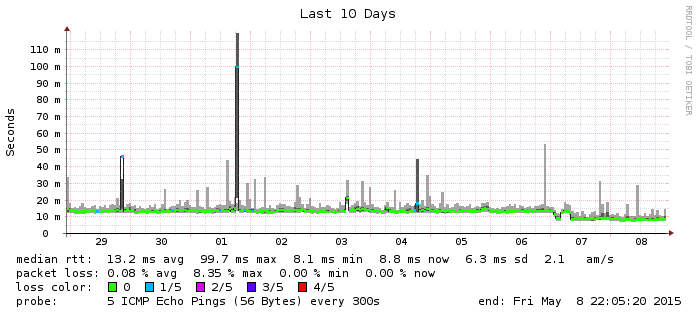 Last 10 Days
RRDTOOL / TOBI OETIKER
Seconds
110 m
100 m
90 m
80 m
70 m
60 m
50 m
40 m
30 m
20 m
10 m
0
29 30 01 02 03 04 05 06 07 08
median rtt: 13.2 ms avg 99.7 ms max 8.1 ms min 8.8 ms now 6.3 ms sd 2.1 am/s
packet loss: 0.08 % avg 8.35 % max 0.00 % min 0.00 % now
loss color: 0 1/5 2/5 3/5 4/5
probe: 5 ICMP Echo Pings (56 Bytes) every 300s end: Fri May 8 22:05:20 2015